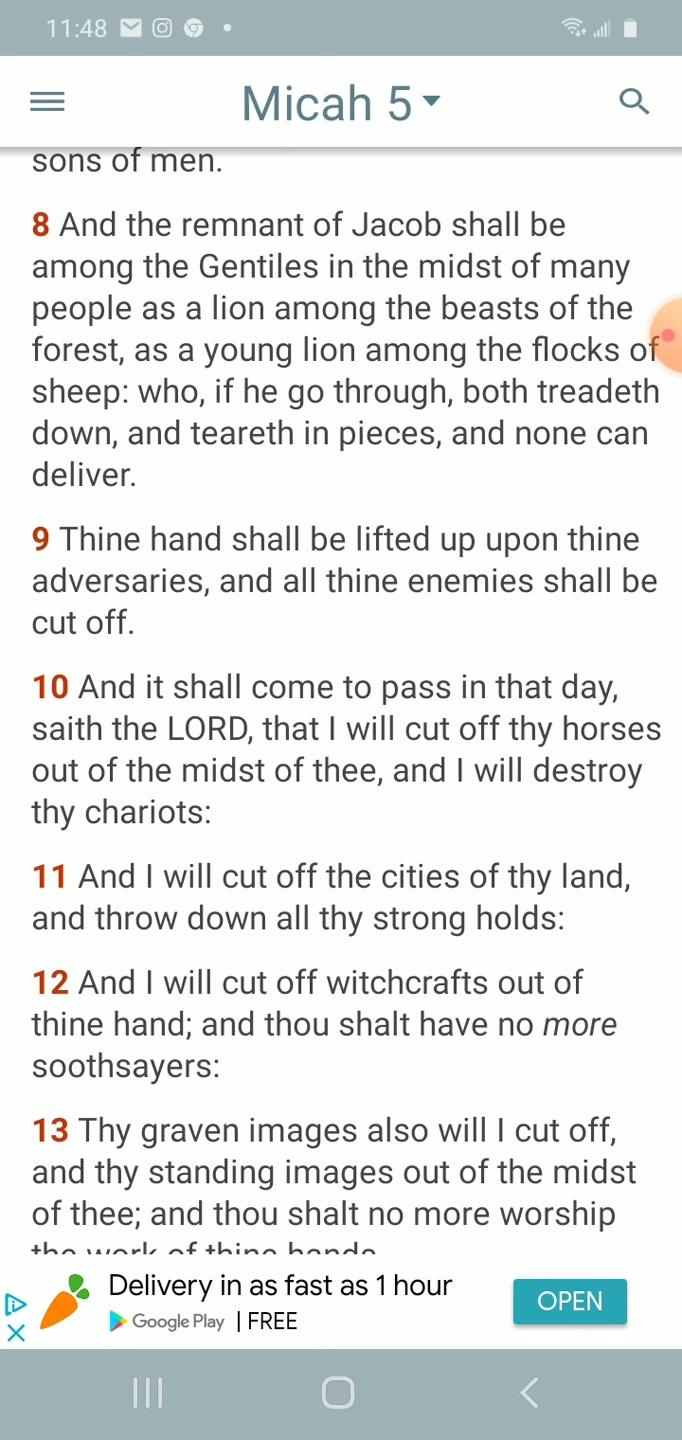 11:48
Micah 5
sons of men.
8 And the remnant of Jacob shall be
among the Gentiles in the midst of many
people as a lion among the beasts of the
forest, as a young lion among the flocks of
sheep: who, if he go through, both treadeth
down, and teareth in pieces, and none can
deliver.
9 Thine hand shall be lifted up upon thine
adversaries, and all thine enemies shall be
cut off.
10 And it shall come to pass in that day,
saith the LORD, that I will cut off thy horses
out of the midst of thee, and I will destroy
thy chariots:
11 And I will cut off the cities of thy land,
and throw down all thy strong holds:
12 And I will cut off witchcrafts out of
thine hand; and thou shalt have no more
soothsayers:
13 Thy graven images also will I cut off,
and thy standing images out of the midst
of thee; and thou shalt no more worship
the work of thine hands
Delivery in as fast as 1 hour
Google Play | FREE
OPEN